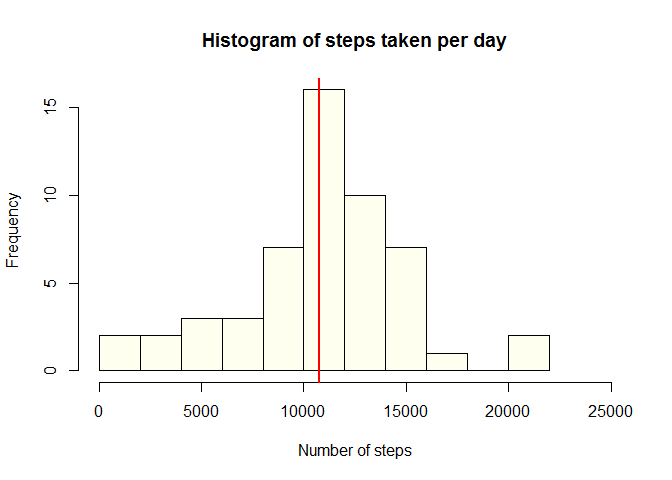 Histogram of steps taken per day
Frequency
15
10
5
0
0 5000 10000 15000 20000 25000
Number of steps